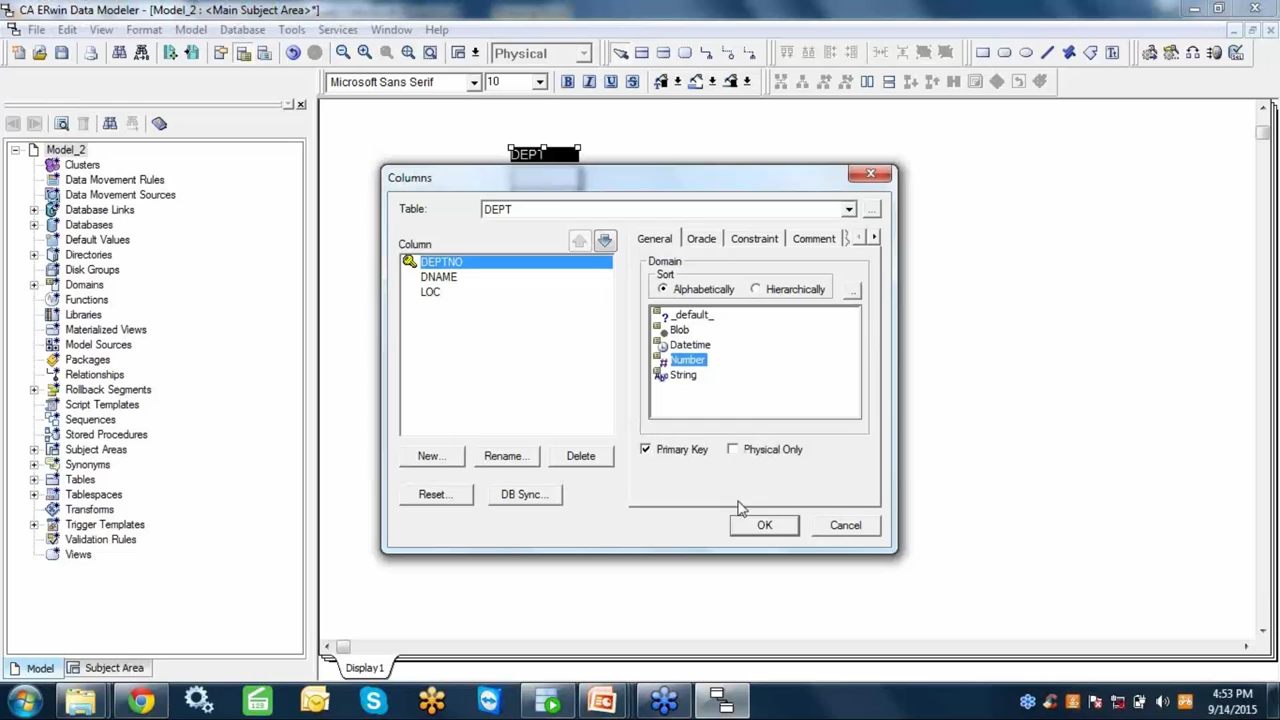 CA ERwin Data Modeler - [Model_2 : <Main Subject Area>*]
File Edit View Format Model Database Tools Services Window Help
Physical
Microsoft Sans Serif 10
Model_2
Clusters
Data Movement Rules
Data Movement Sources
Database Links
Databases
Default Values
Directories
Disk Groups
Domains
Functions
Libraries
Materialized Views
Model Sources
Packages
Relationships
Rollback Segments
Script Templates
Sequences
Stored Procedures
Subject Areas
Synonyms
Tables
Tablespaces
Transforms
Trigger Templates
Validation Rules
Views
Model Subject Area
DEPT
Columns
Table: DEPT ...
Column
DEPTNO
DNAME
LOC
New... Rename... Delete
Reset... DB Sync...
General Oracle Constraint Comment
Domain
Sort
Alphabetically Hierarchically ..
_default_
Blob
Datetime
Number
String
Primary Key Physical Only
OK Cancel
Display1
123
4:53 PM
9/14/2015